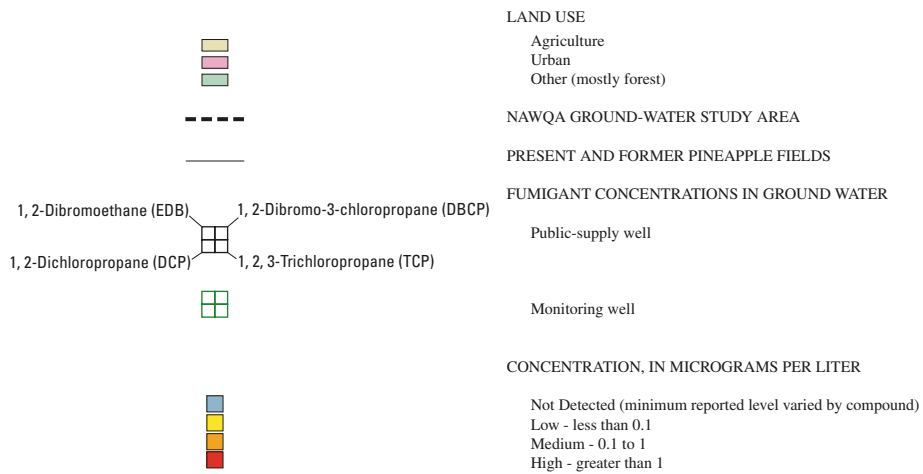 LAND USE
Agriculture
Urban
Other (mostly forest)
NAWQA GROUND-WATER STUDY AREA
PRESENT AND FORMER PINEAPPLE FIELDS
FUMIGANT CONCENTRATIONS IN GROUND WATER
1, 2-Dibromoethane (EDB)
1, 2-Dibromo-3-chloropropane (DBCP)
Public-supply well
1, 2-Dichloropropane (DCP)
1, 2, 3-Trichloropropane (TCP)
Monitoring well
CONCENTRATION, IN MICROGRAMS PER LITER
Not Detected (minimum reported level varied by compound)
Low - less than 0.1
Medium - 0.1 to 1
High - greater than 1